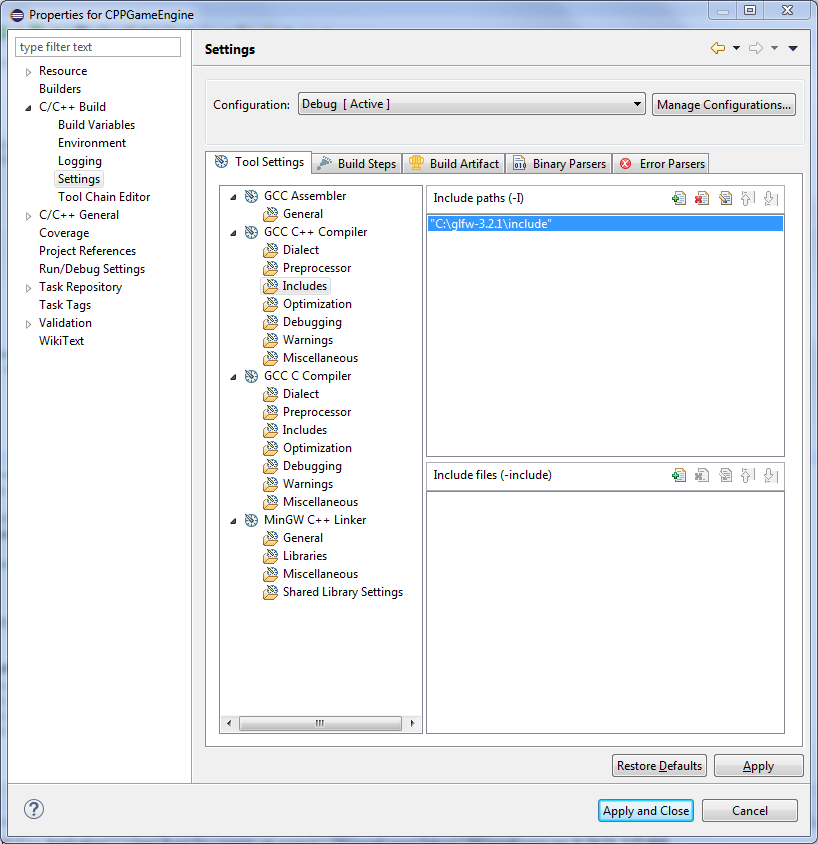 Properties for CPPGameEngine
type filter text
Resource
Builders
C/C++ Build
Build Variables
Environment
Logging
Settings
Tool Chain Editor
C/C++ General
Coverage
Project References
Run/Debug Settings
Task Repository
Task Tags
Validation
WikiText
Settings
Configuration: Debug [ Active ] Manage Configurations...
Tool Settings Build Steps Build Artifact Binary Parsers Error Parsers
GCC Assembler
General
GCC C++ Compiler
Dialect
Preprocessor
Includes
Optimization
Debugging
Warnings
Miscellaneous
GCC C Compiler
Dialect
Preprocessor
Includes
Optimization
Debugging
Warnings
Miscellaneous
MinGW C++ Linker
General
Libraries
Miscellaneous
Shared Library Settings
Include paths (-I)
"C:\glfw-3.2.1\include"
Include files (-include)
Restore Defaults Apply
Apply and Close Cancel